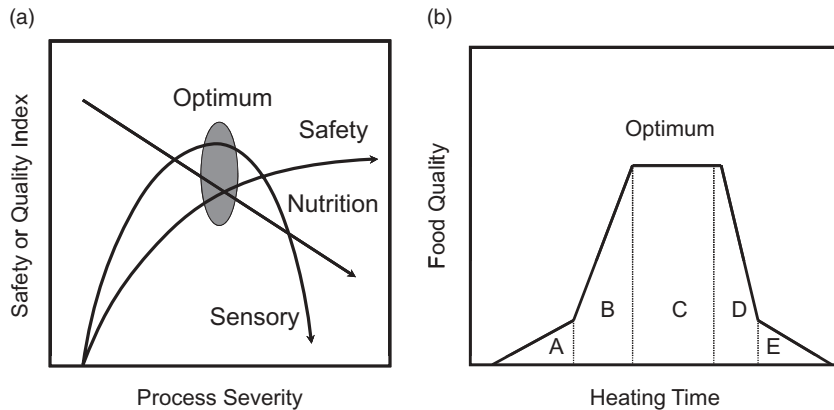 (a)
Safety or Quality Index
Optimum
Safety
Nutrition
Sensory
Process Severity
(b)
Food Quality
Optimum
A
B
C
D
E
Heating Time